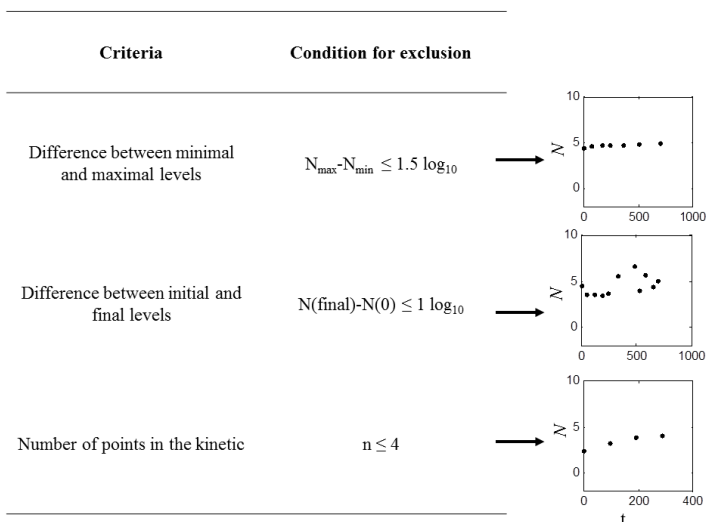 Criteria Condition for exclusion
Difference between minimal
and maximal levels
Nmax-Nmin ≤ 1.5 log10
10
5
0
N
0 500 1000
Difference between initial and
final levels
N(final)-N(0) ≤ 1 log10
10
5
0
N
0 500 1000
Number of points in the kinetic
n ≤ 4
10
5
0
N
0 200 400
t